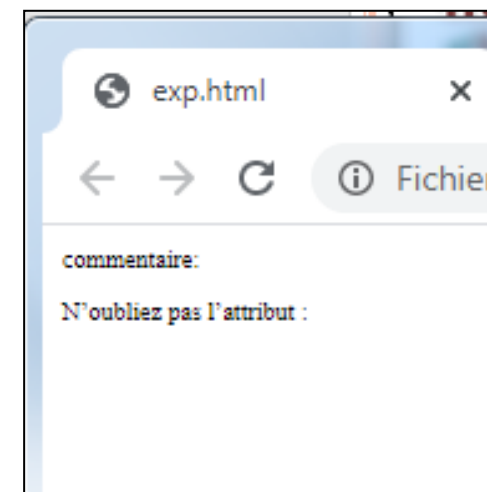 exp.html
Fichie
commentaire:
N’oubliez pas l’attribut :